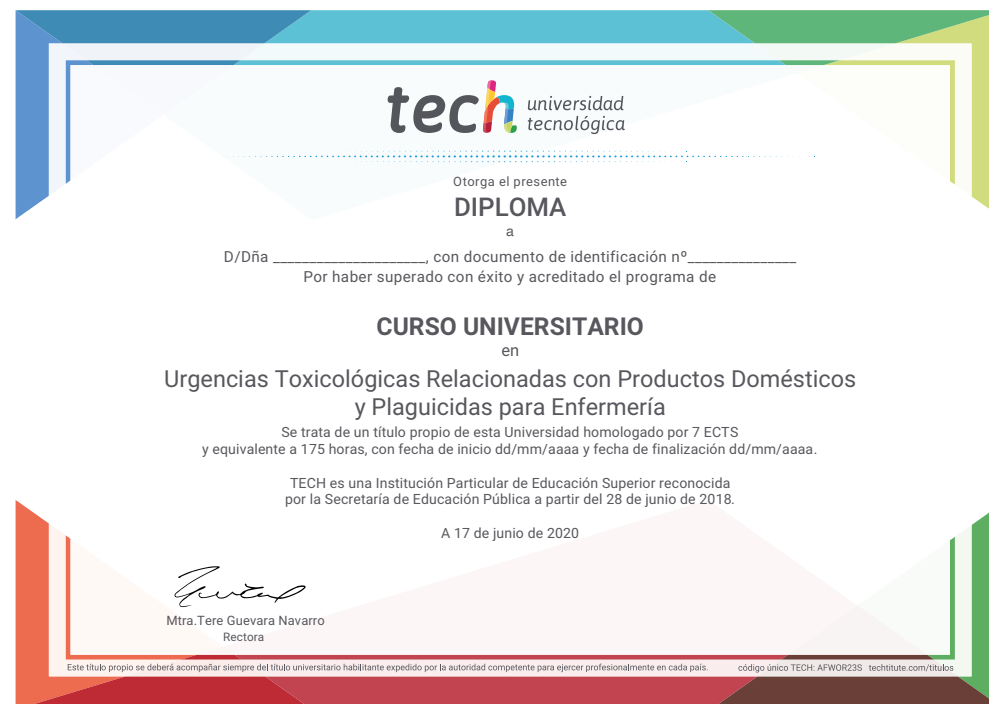 tech universidad
tecnológica
Otorga el presente
DIPLOMA
a
D/Dña _____________________, con documento de identificación nº_______________
Por haber superado con éxito y acreditado el programa de
CURSO UNIVERSITARIO
en
Urgencias Toxicológicas Relacionadas con Productos Domésticos
y Plaguicidas para Enfermería
Se trata de un título propio de esta Universidad homologado por 7 ECTS
y equivalente a 175 horas, con fecha de inicio dd/mm/aaaa y fecha de finalización dd/mm/aaaa.
TECH es una Institución Particular de Educación Superior reconocida
por la Secretaría de Educación Pública a partir del 28 de junio de 2018.
A 17 de junio de 2020
Mtra.Tere Guevara Navarro
Rectora
Este título propio se deberá acompañar siempre del título universitario habilitante expedido por la autoridad competente para ejercer profesionalmente en cada país. código único TECH: AFWOR23S techtitute.com/titulos